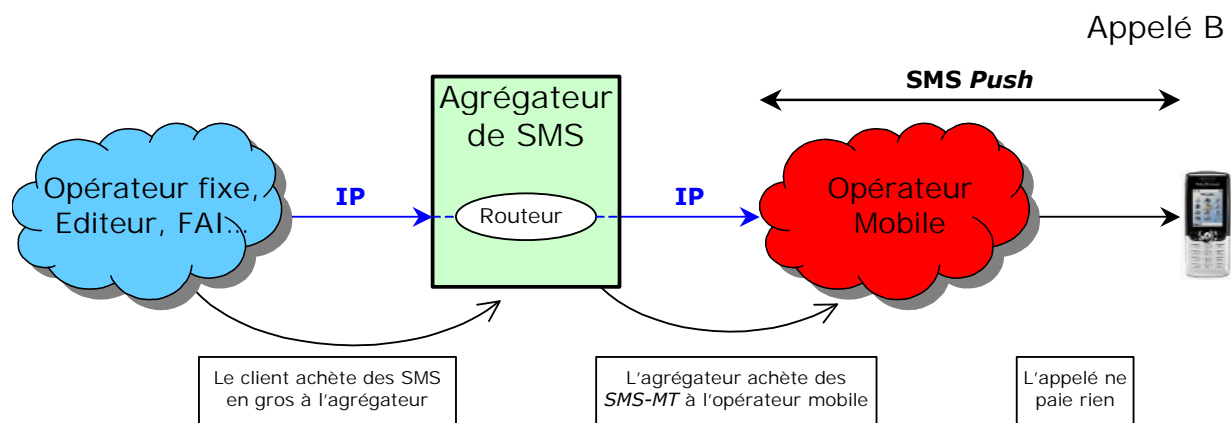 Appelé B
SMS Push
Agrégateur
de SMS
Opérateur fixe,
Editeur, FAI...
IP
Routeur
IP
Opérateur
Mobile
Le client achète des SMS
en gros à l'agrégateur
L'agrégateur achète des
SMS-MT à l'opérateur mobile
L'appelé ne
paie rien